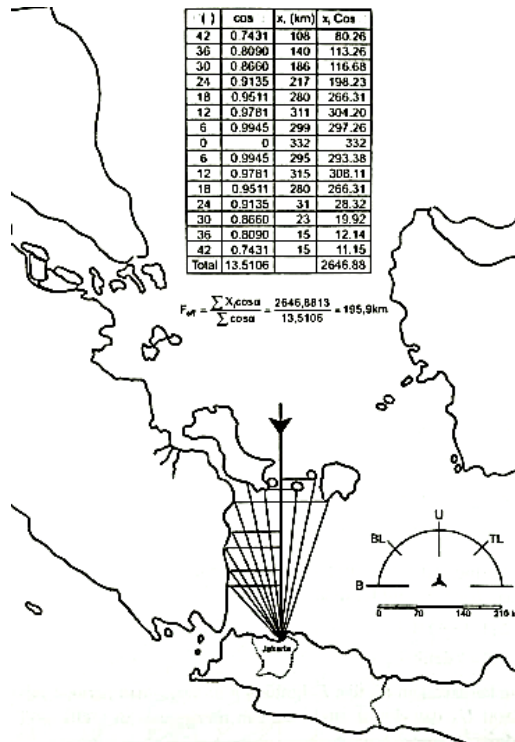 ( ) cos x, (km) x, Cos
42 0.7431 108 80.26
36 0.8090 140 113.26
30 0.8660 186 116.68
24 0.9135 217 198.23
18 0.9511 280 266.31
12 0.9781 311 304.20
6 0.9945 299 297.26
0 0 332 332
6 0.9945 295 293.38
12 0.9781 315 308.11
18 0.9511 280 266.31
24 0.9135 31 28.32
30 0.8660 23 19.92
36 0.8090 15 12.14
42 0.7431 15 11.15
Total 13.5106 2646.88
F eff = ∑ Xᵢcosα / ∑ cosα = 2646,8813 / 13,5106 = 195,9km
U
BL TL
B
0 70 140 210
Jakarta